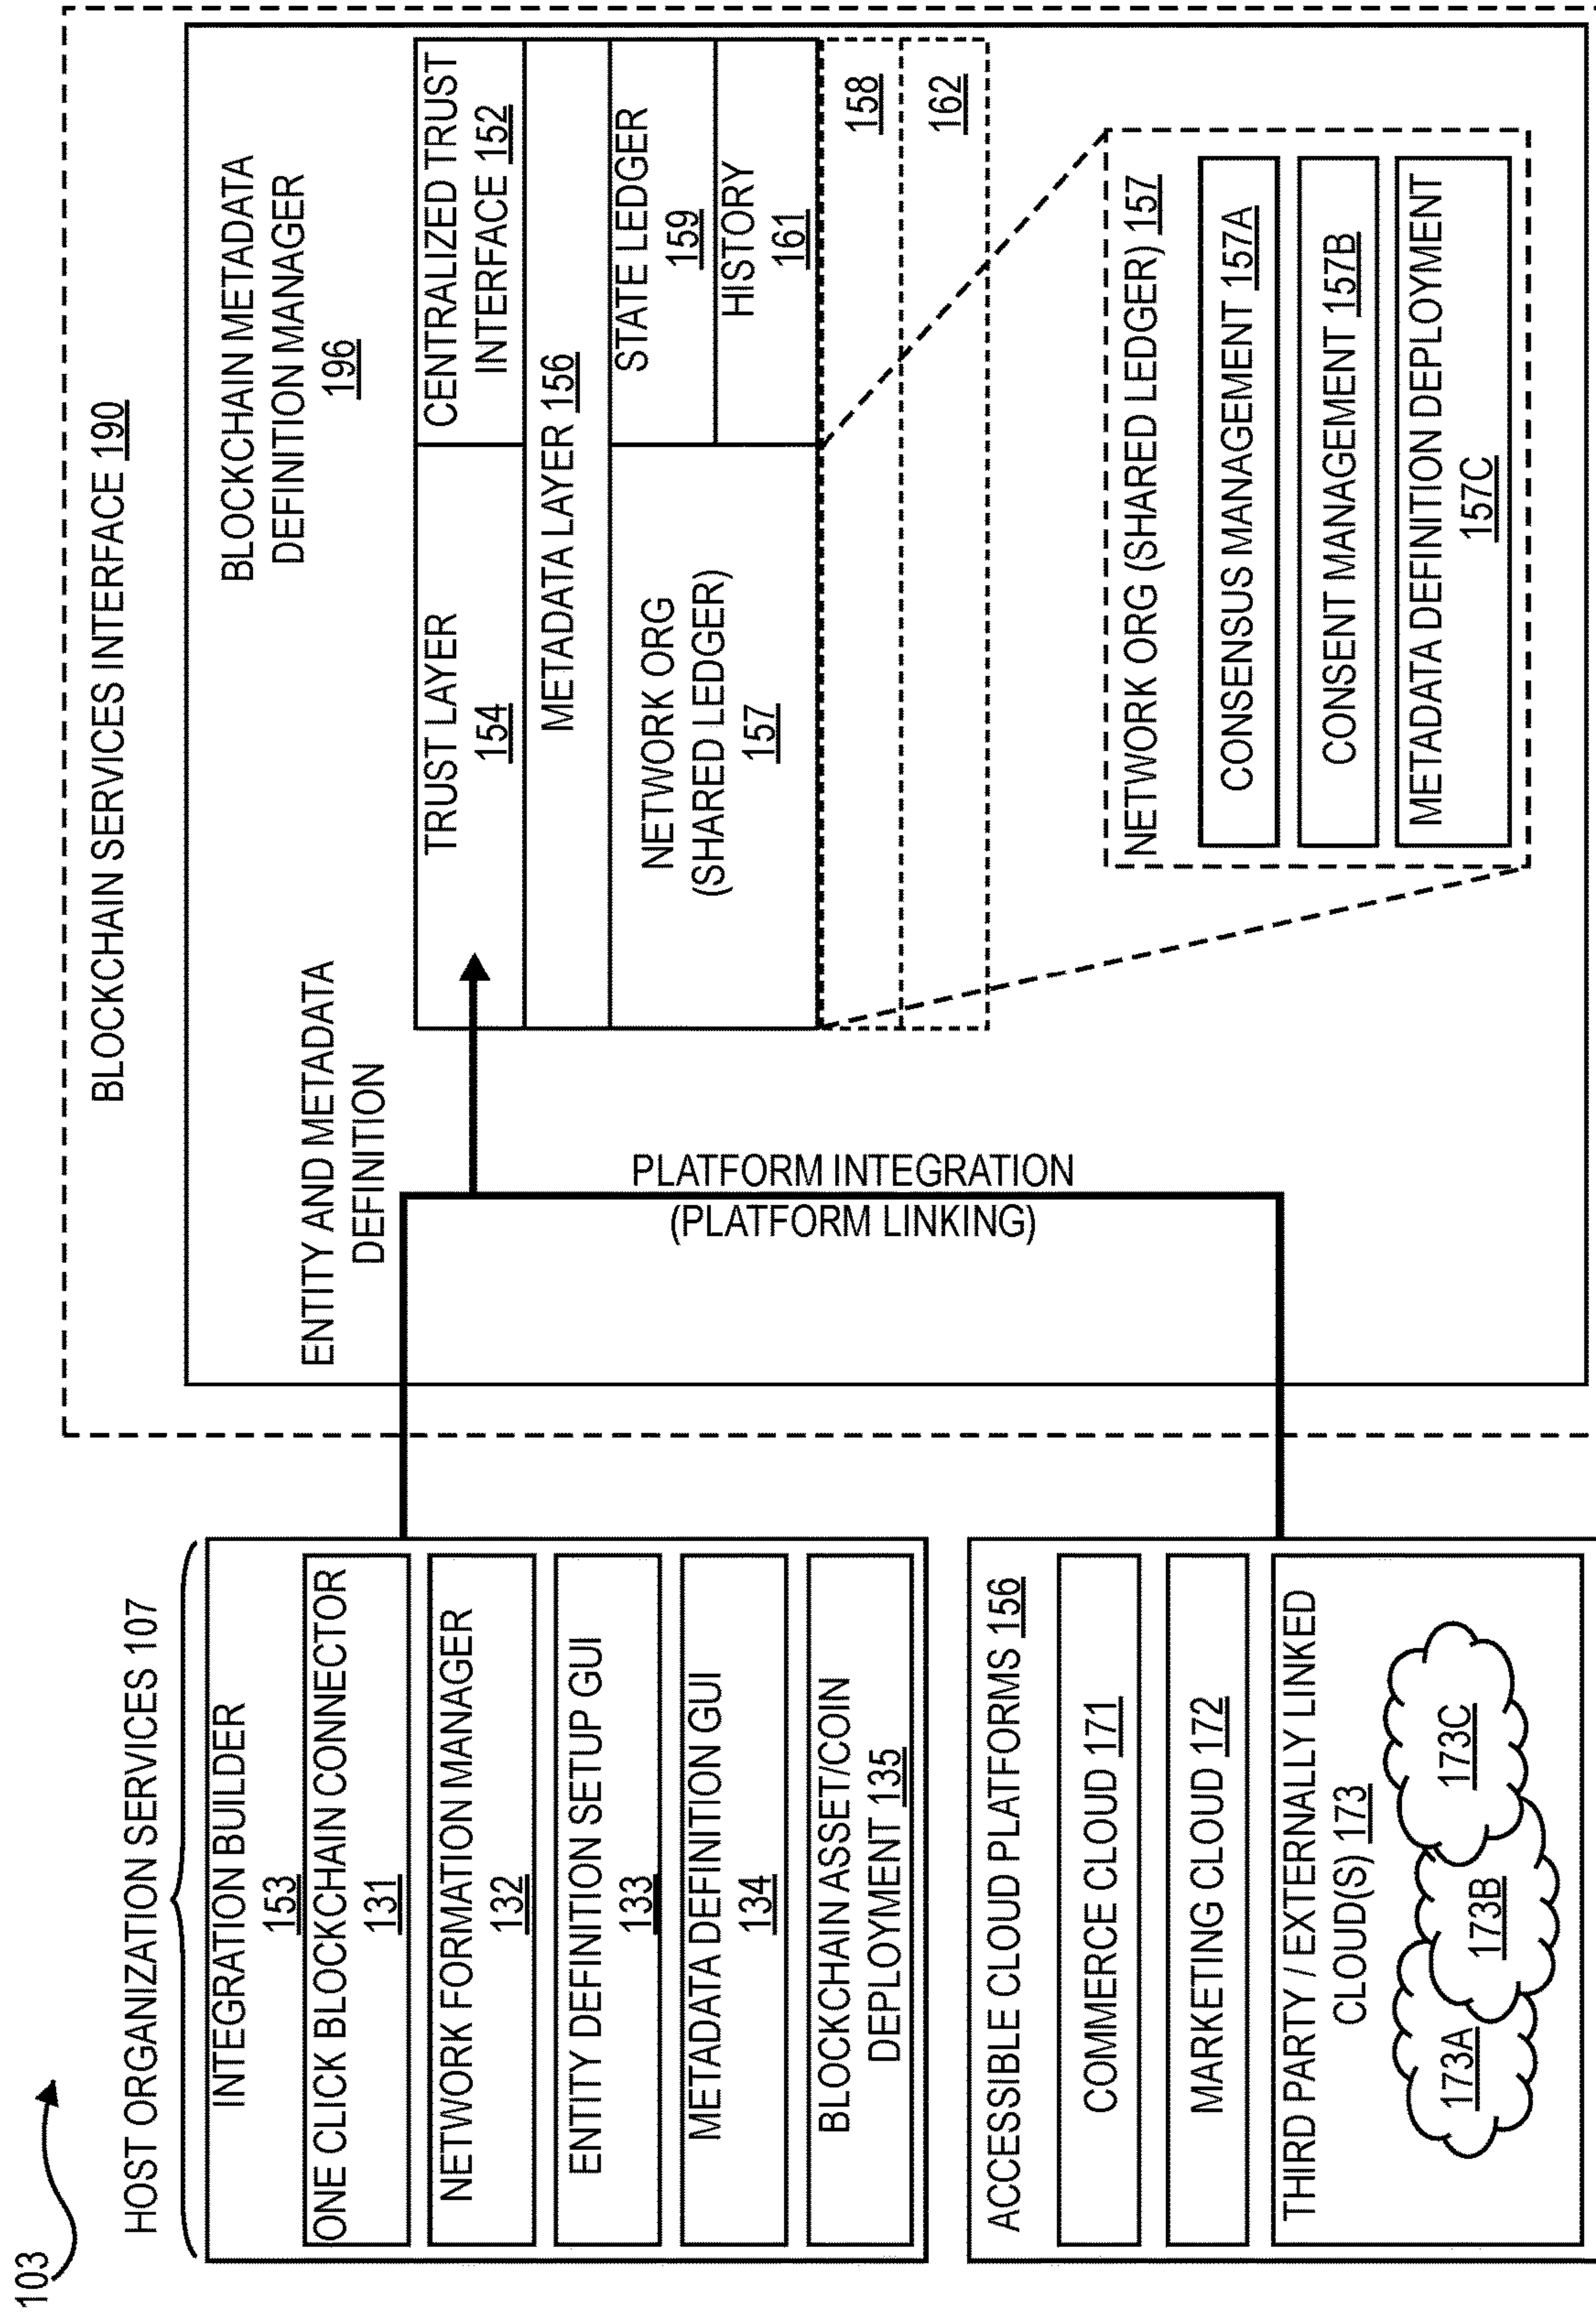 103
HOST ORGANIZATION SERVICES 107
INTEGRATION BUILDER
153
ONE CLICK BLOCKCHAIN CONNECTOR
131
NETWORK FORMATION MANAGER
132
ENTITY DEFINITION SETUP GUI
133
METADATA DEFINITION GUI
134
BLOCKCHAIN ASSET/COIN
DEPLOYMENT 135
ACCESSIBLE CLOUD PLATFORMS 156
COMMERCE CLOUD 171
MARKETING CLOUD 172
THIRD PARTY / EXTERNALLY LINKED
CLOUD(S) 173
173A
173B
173C
BLOCKCHAIN SERVICES INTERFACE 190
BLOCKCHAIN METADATA
DEFINITION MANAGER
196
ENTITY AND METADATA
DEFINITION
PLATFORM INTEGRATION
(PLATFORM LINKING)
TRUST LAYER
154
CENTRALIZED TRUST
INTERFACE 152
METADATA LAYER 156
NETWORK ORG
(SHARED LEDGER)
157
STATE LEDGER
159
HISTORY
161
158
162
NETWORK ORG (SHARED LEDGER) 157
CONSENSUS MANAGEMENT 157A
CONSENT MANAGEMENT 157B
METADATA DEFINITION DEPLOYMENT
157C